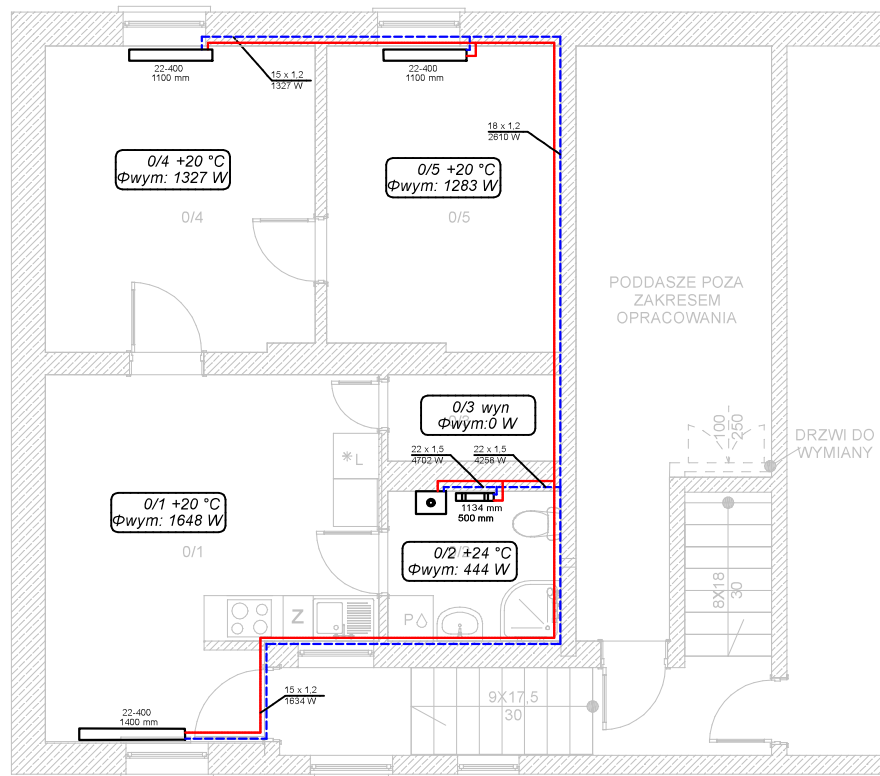 22-400
1100 mm
15 x 1,2
1327 W
22-400
1100 mm
18 x 1,2
2610 W
0/4 +20 °C
Φwym: 1327 W
0/4
0/5 +20 °C
Φwym: 1283 W
0/5
PODDASZE POZA
ZAKRESEM
OPRACOWANIA
0/3 wyn
Φwym:0 W
100
250
DRZWI DO
WYMIANY
22 x 1,5
4702 W
22 x 1,5
4258 W
L
0/1 +20 °C
Φwym: 1648 W
0/1
1134 mm
500 mm
0/2 +24 °C
Φwym: 444 W
8X18
30
Z
P
15 x 1,2
1634 W
9X17,5
30
22-400
1400 mm